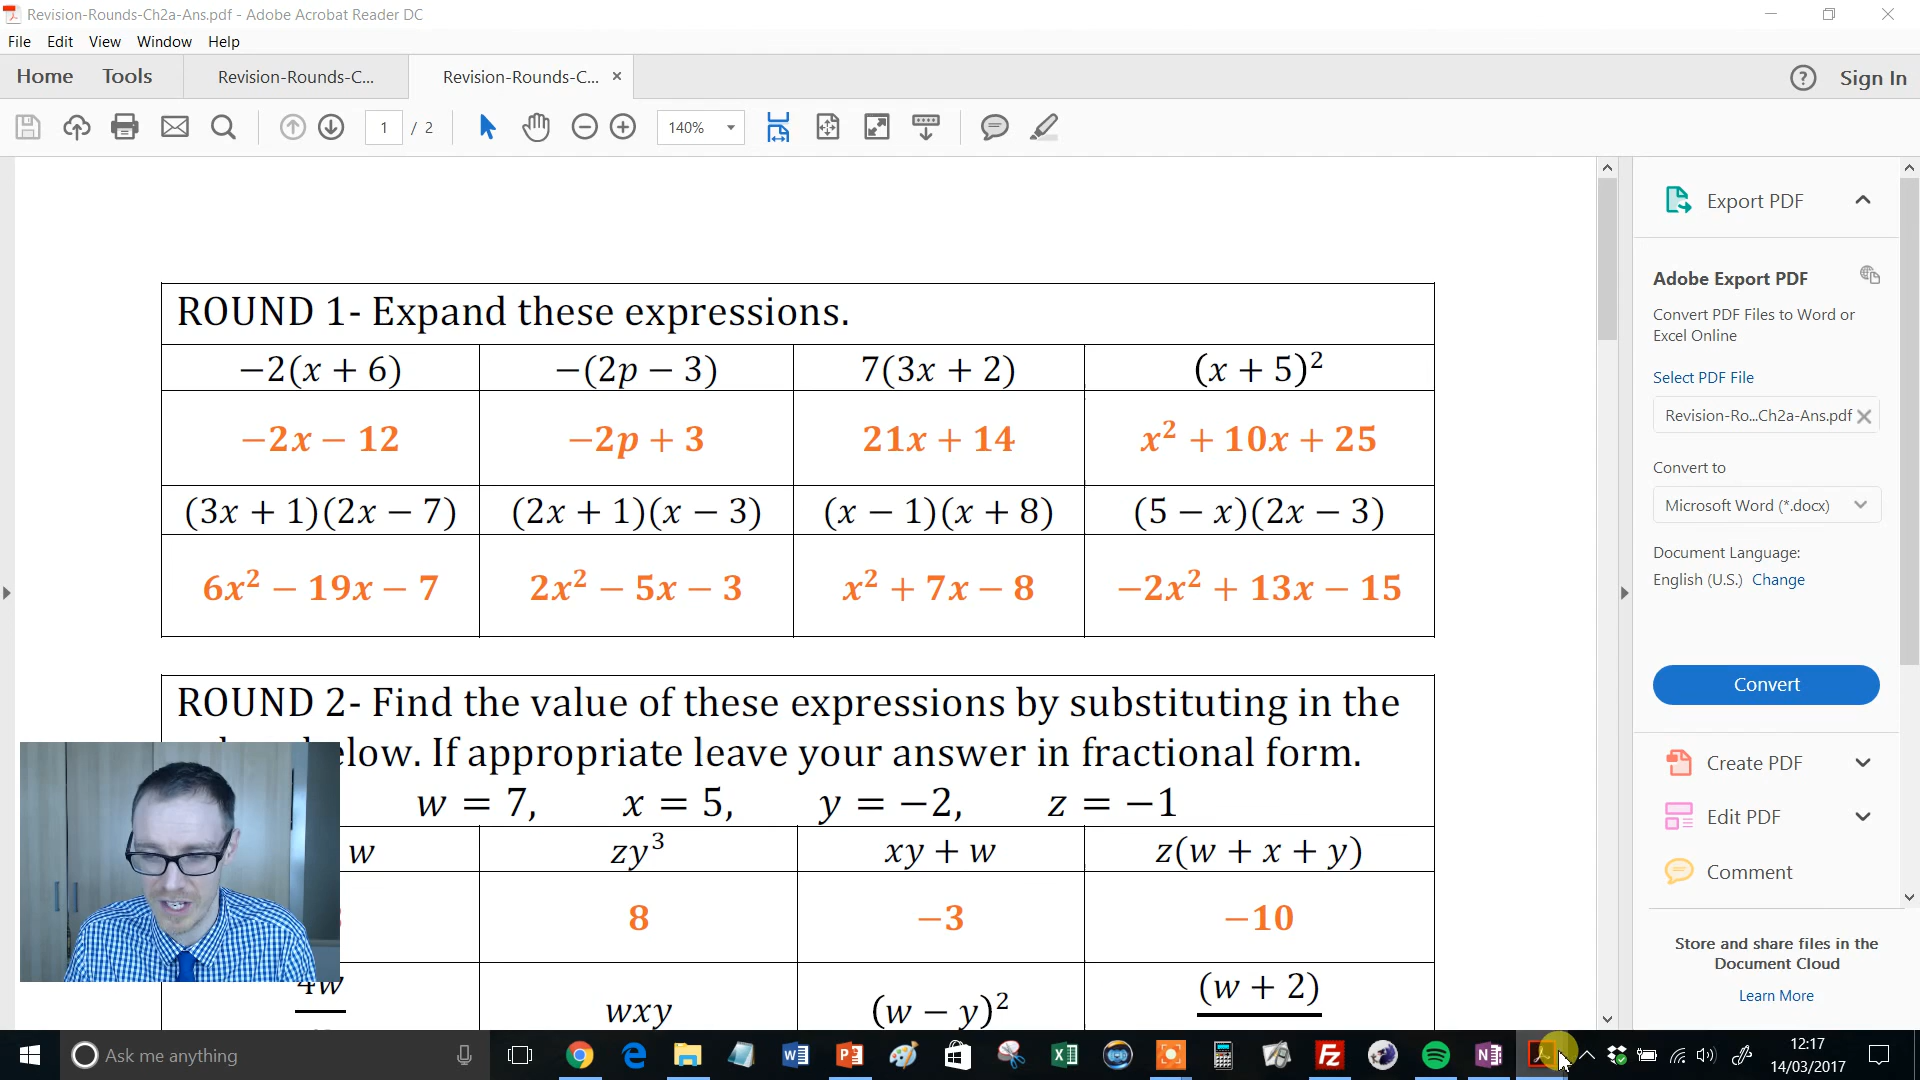 Revision-Rounds-Ch2a-Ans.pdf - Adobe Acrobat Reader DC
File Edit View Window Help
Home Tools Revision-Rounds-C... Revision-Rounds-C... × Sign In
1 / 2 140%
Export PDF
Adobe Export PDF
Convert PDF Files to Word or
Excel Online
Select PDF File
Revision-Ro...Ch2a-Ans.pdf
Convert to
Microsoft Word (*.docx)
Document Language:
English (U.S.) Change
Convert
Create PDF
Edit PDF
Comment
Store and share files in the
Document Cloud
Learn More
ROUND 1- Expand these expressions.
−2(x + 6) −(2p − 3) 7(3x + 2) (x + 5)²
−2x − 12 −2p + 3 21x + 14 x² + 10x + 25
(3x + 1)(2x − 7) (2x + 1)(x − 3) (x − 1)(x + 8) (5 − x)(2x − 3)
6x² − 19x − 7 2x² − 5x − 3 x² + 7x − 8 −2x² + 13x − 15
ROUND 2- Find the value of these expressions by substituting in the
below. If appropriate leave your answer in fractional form.
w = 7, x = 5, y = −2, z = −1
w zy³ xy + w z(w + x + y)
8 −3 −10
4w wxy (w − y)² (w + 2)
Ask me anything
12:17
14/03/2017